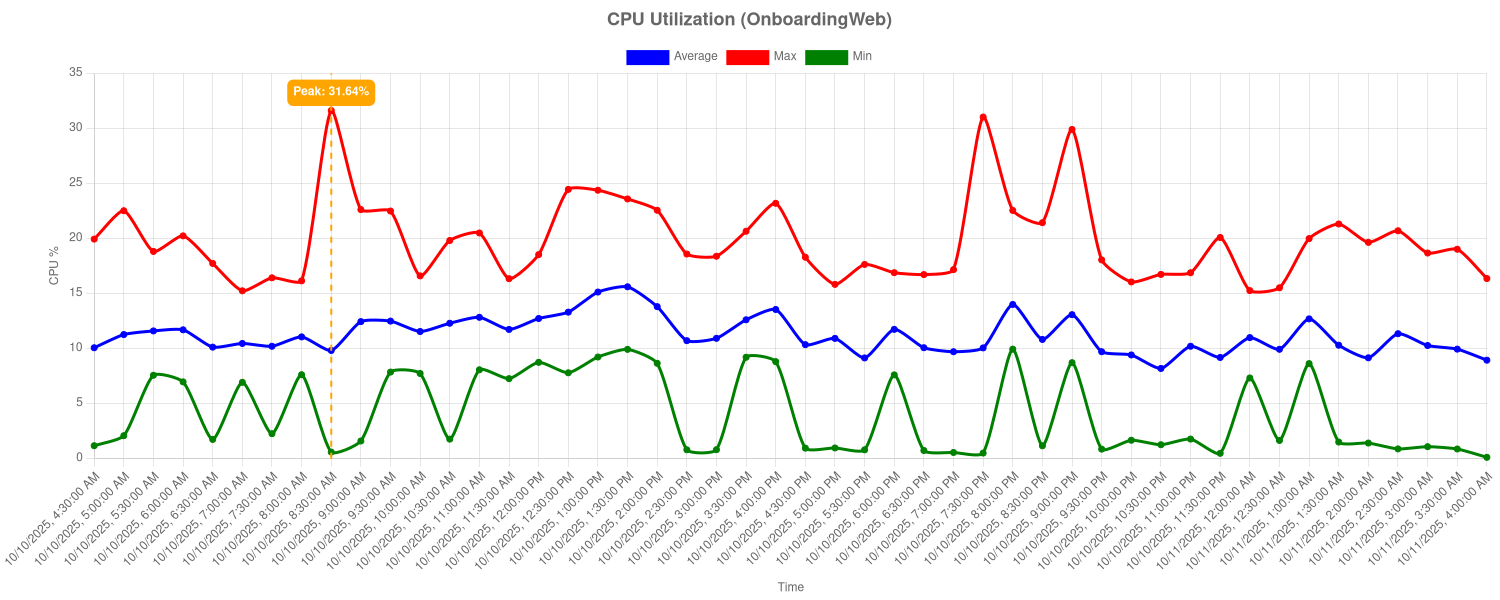 CPU Utilization (OnboardingWeb)
Average Max Min
Peak: 31.64%
35
30
25
20
15
10
5
0
CPU %
10/10/2025, 4:30:00 AM
10/10/2025, 5:00:00 AM
10/10/2025, 5:30:00 AM
10/10/2025, 6:00:00 AM
10/10/2025, 6:30:00 AM
10/10/2025, 7:00:00 AM
10/10/2025, 7:30:00 AM
10/10/2025, 8:00:00 AM
10/10/2025, 8:30:00 AM
10/10/2025, 9:00:00 AM
10/10/2025, 9:30:00 AM
10/10/2025, 10:00:00 AM
10/10/2025, 10:30:00 AM
10/10/2025, 11:00:00 AM
10/10/2025, 11:30:00 AM
10/10/2025, 12:00:00 PM
10/10/2025, 12:30:00 PM
10/10/2025, 1:00:00 PM
10/10/2025, 1:30:00 PM
10/10/2025, 2:00:00 PM
10/10/2025, 2:30:00 PM
10/10/2025, 3:00:00 PM
10/10/2025, 3:30:00 PM
10/10/2025, 4:00:00 PM
10/10/2025, 4:30:00 PM
10/10/2025, 5:00:00 PM
10/10/2025, 5:30:00 PM
10/10/2025, 6:00:00 PM
10/10/2025, 6:30:00 PM
10/10/2025, 7:00:00 PM
10/10/2025, 7:30:00 PM
10/10/2025, 8:00:00 PM
10/10/2025, 8:30:00 PM
10/10/2025, 9:00:00 PM
10/10/2025, 9:30:00 PM
10/10/2025, 10:00:00 PM
10/10/2025, 10:30:00 PM
10/10/2025, 11:00:00 PM
10/10/2025, 11:30:00 PM
10/11/2025, 12:00:00 AM
10/11/2025, 12:30:00 AM
10/11/2025, 1:00:00 AM
10/11/2025, 1:30:00 AM
10/11/2025, 2:00:00 AM
10/11/2025, 2:30:00 AM
10/11/2025, 3:00:00 AM
10/11/2025, 3:30:00 AM
10/11/2025, 4:00:00 AM
Time